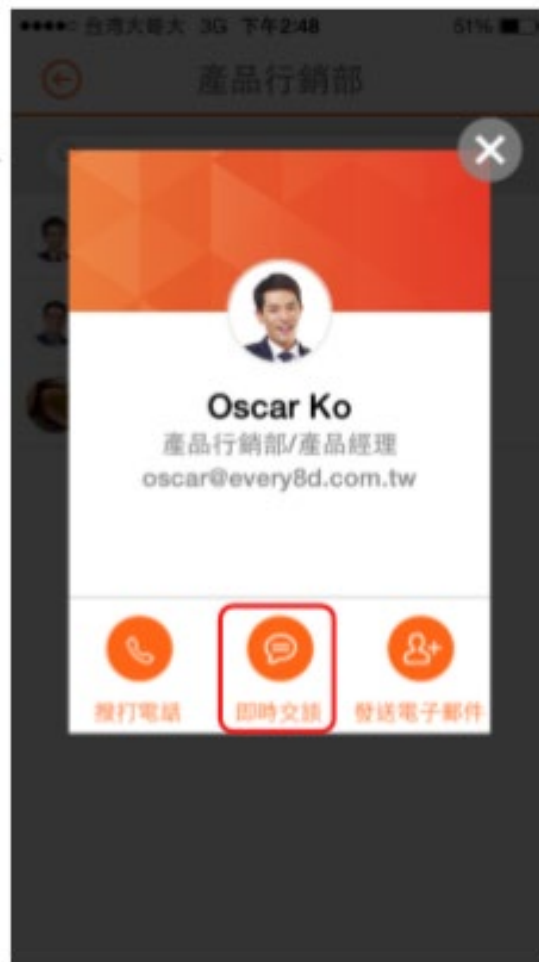 台灣大哥大 3G 下午2:48 51%
產品行銷部
Oscar Ko
產品行銷部/產品經理
oscar@every8d.com.tw
撥打電話 即時交談 發送電子郵件